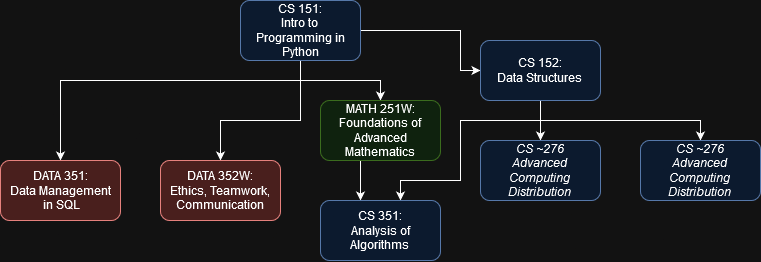 CS 151:
Intro to
Programming in
Python
CS 152:
Data Structures
MATH 251W:
Foundations of
Advanced
Mathematics
CS ~276
Advanced
Computing
Distribution
CS ~276
Advanced
Computing
Distribution
DATA 351:
Data Management
in SQL
DATA 352W:
Ethics, Teamwork,
Communication
CS 351:
Analysis of
Algorithms